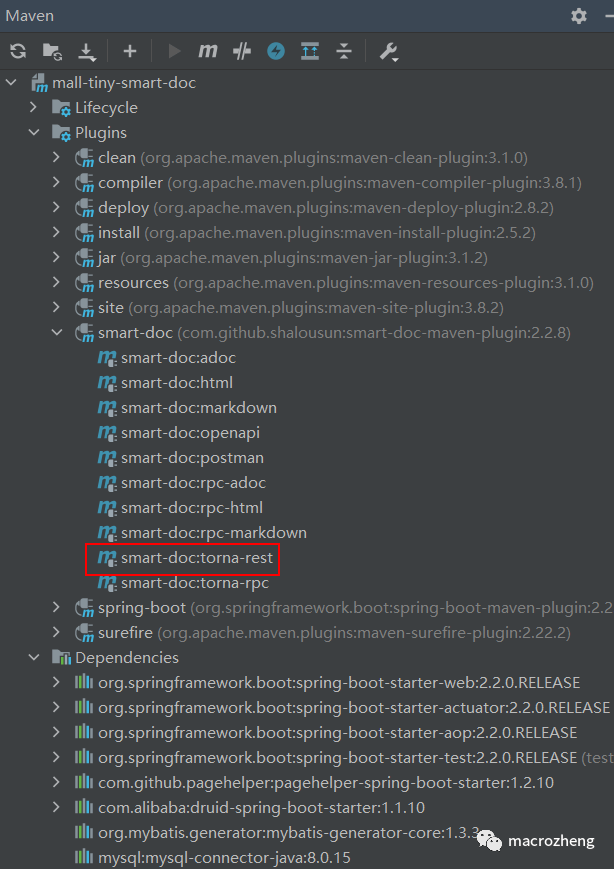 Maven
mall-tiny-smart-doc
Lifecycle
Plugins
clean (org.apache.maven.plugins:maven-clean-plugin:3.1.0)
compiler (org.apache.maven.plugins:maven-compiler-plugin:3.8.1)
deploy (org.apache.maven.plugins:maven-deploy-plugin:2.8.2)
install (org.apache.maven.plugins:maven-install-plugin:2.5.2)
jar (org.apache.maven.plugins:maven-jar-plugin:3.1.2)
resources (org.apache.maven.plugins:maven-resources-plugin:3.1.0)
site (org.apache.maven.plugins:maven-site-plugin:3.8.2)
smart-doc (com.github.shalousun:smart-doc-maven-plugin:2.2.8)
smart-doc:adoc
smart-doc:html
smart-doc:markdown
smart-doc:openapi
smart-doc:postman
smart-doc:rpc-adoc
smart-doc:rpc-html
smart-doc:rpc-markdown
smart-doc:torna-rest
smart-doc:torna-rpc
spring-boot (org.springframework.boot:spring-boot-maven-plugin:2.2
surefire (org.apache.maven.plugins:maven-surefire-plugin:2.22.2)
Dependencies
org.springframework.boot:spring-boot-starter-web:2.2.0.RELEASE
org.springframework.boot:spring-boot-starter-actuator:2.2.0.RELEASE
org.springframework.boot:spring-boot-starter-aop:2.2.0.RELEASE
org.springframework.boot:spring-boot-starter-test:2.2.0.RELEASE (test
com.github.pagehelper:pagehelper-spring-boot-starter:1.2.10
com.alibaba:druid-spring-boot-starter:1.1.10
org.mybatis.generator:mybatis-generator-core:1.3.3
macrozheng
mysql:mysql-connector-java:8.0.15